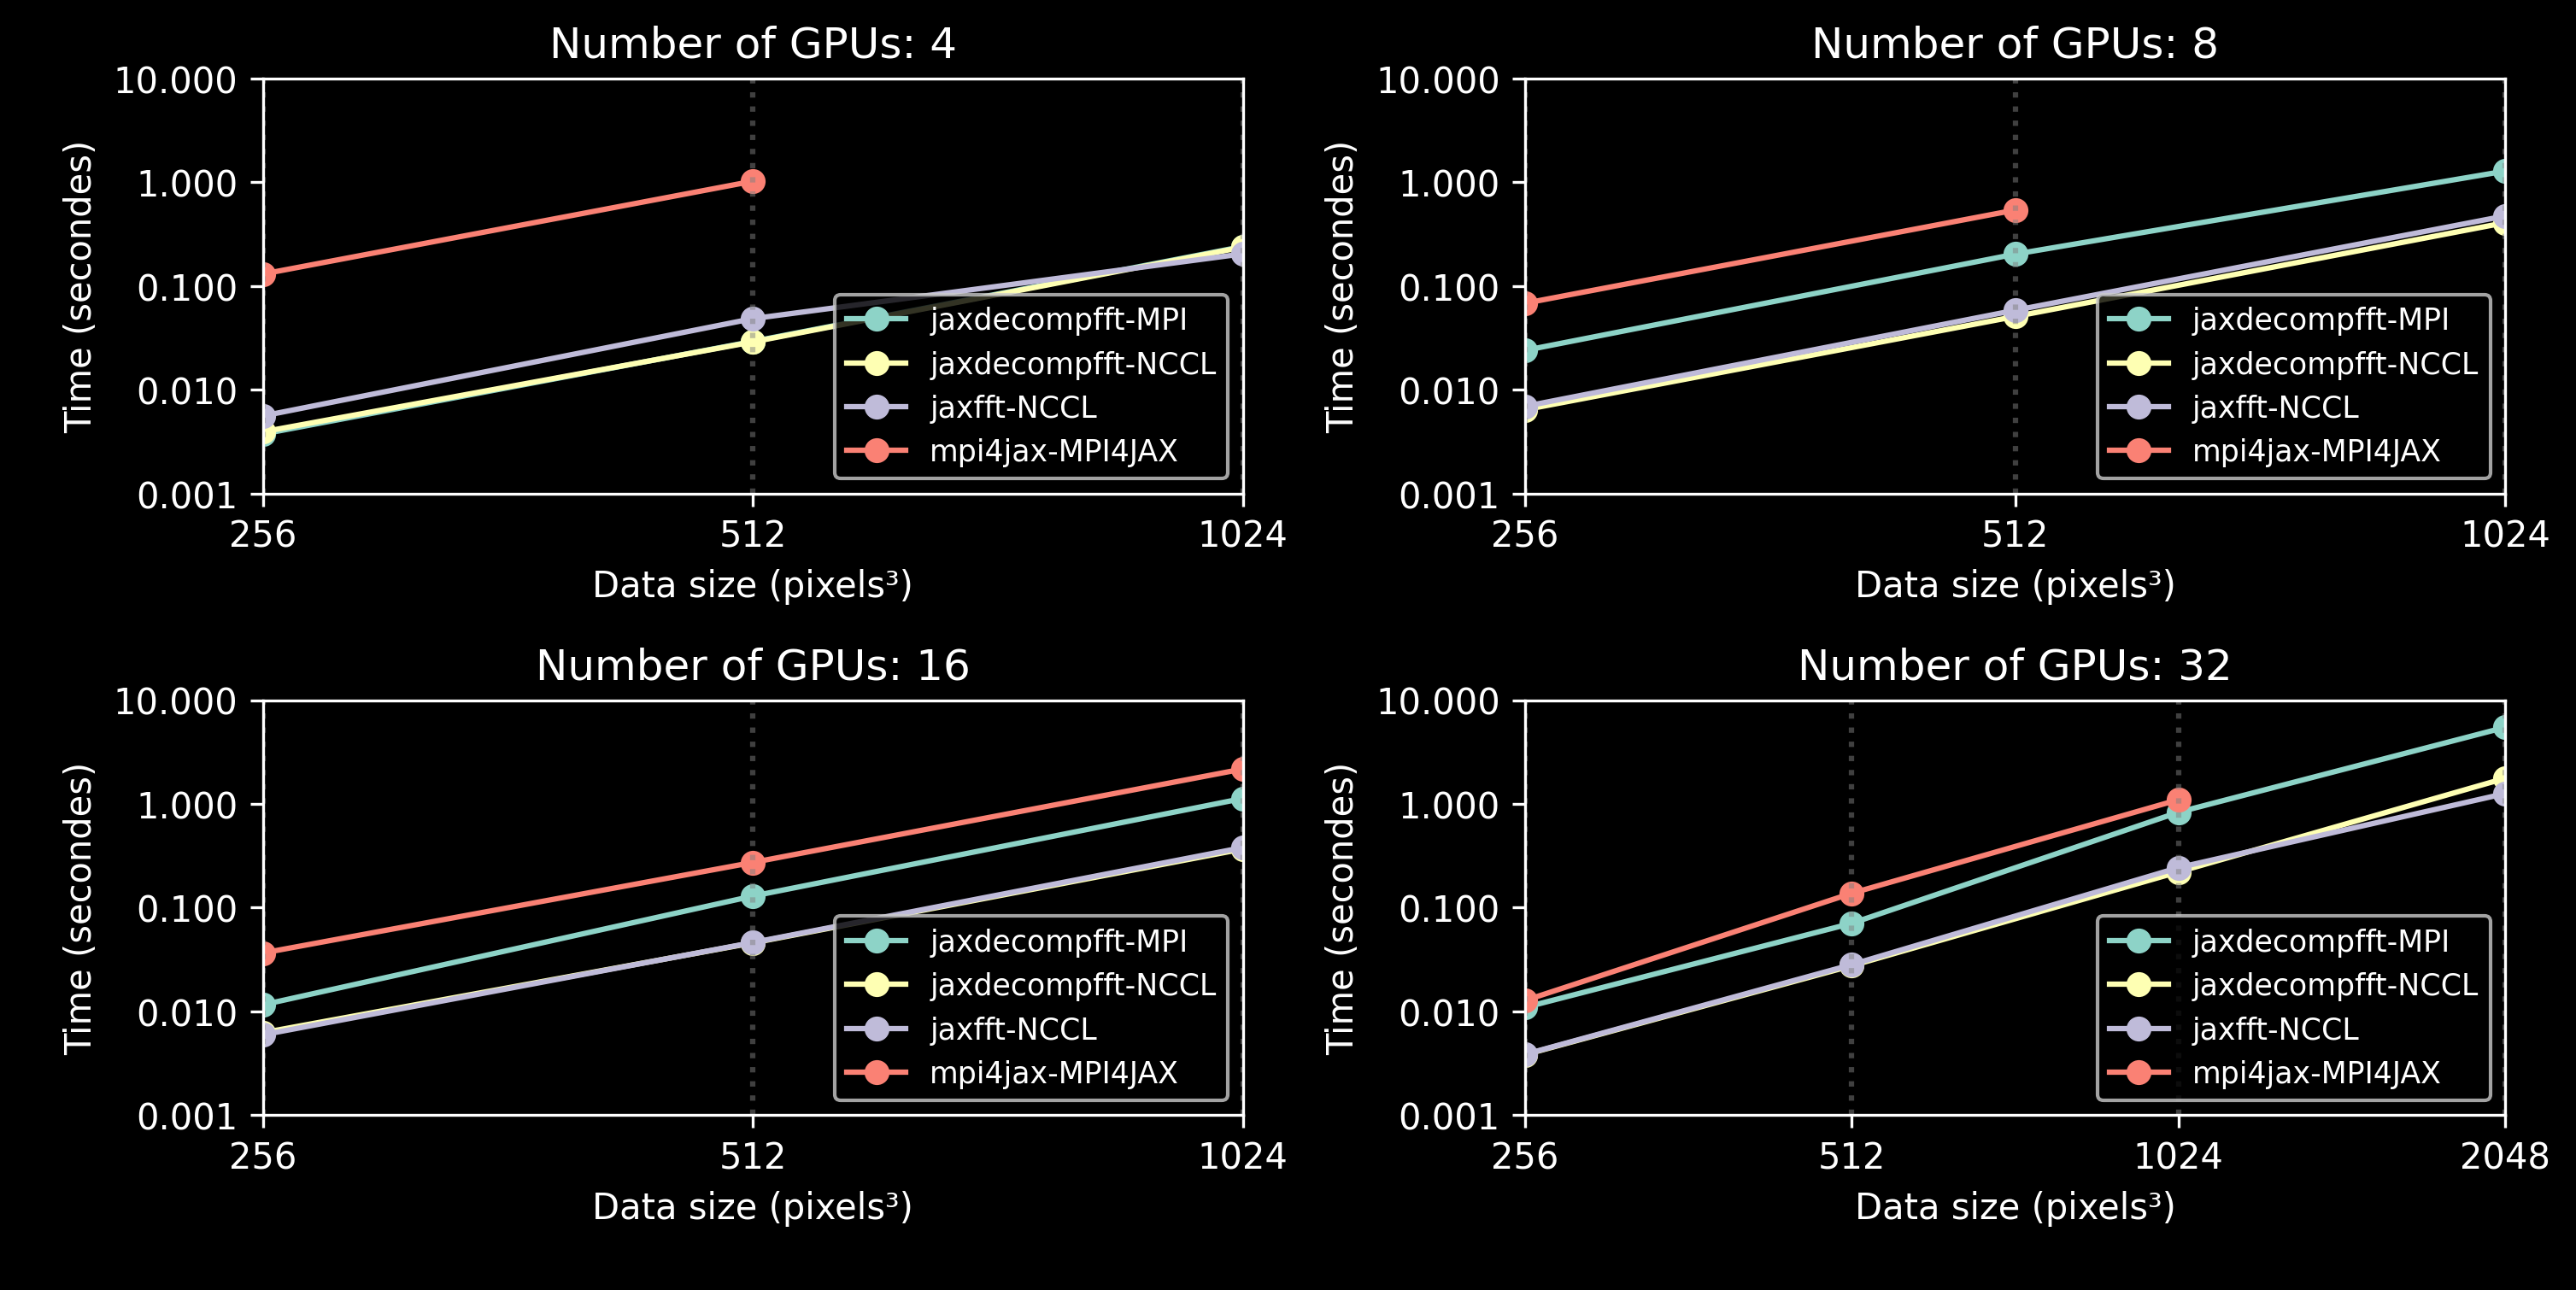 Number of GPUs: 4
10.000
1.000
0.100
0.010
0.001
Time (secondes)
jaxdecompfft-MPI
jaxdecompfft-NCCL
jaxfft-NCCL
mpi4jax-MPI4JAX
256 512 1024
Data size (pixels³)
Number of GPUs: 8
10.000
1.000
0.100
0.010
0.001
Time (secondes)
jaxdecompfft-MPI
jaxdecompfft-NCCL
jaxfft-NCCL
mpi4jax-MPI4JAX
256 512 1024
Data size (pixels³)
Number of GPUs: 16
10.000
1.000
0.100
0.010
0.001
Time (secondes)
jaxdecompfft-MPI
jaxdecompfft-NCCL
jaxfft-NCCL
mpi4jax-MPI4JAX
256 512 1024
Data size (pixels³)
Number of GPUs: 32
10.000
1.000
0.100
0.010
0.001
Time (secondes)
jaxdecompfft-MPI
jaxdecompfft-NCCL
jaxfft-NCCL
mpi4jax-MPI4JAX
256 512 1024 2048
Data size (pixels³)